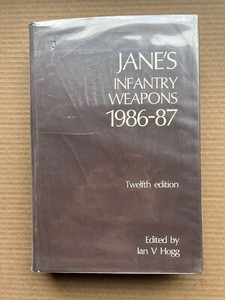 JANE'S
INFANTRY
WEAPONS
1986-87
Twelfth edition
Edited by
Ian V Hogg